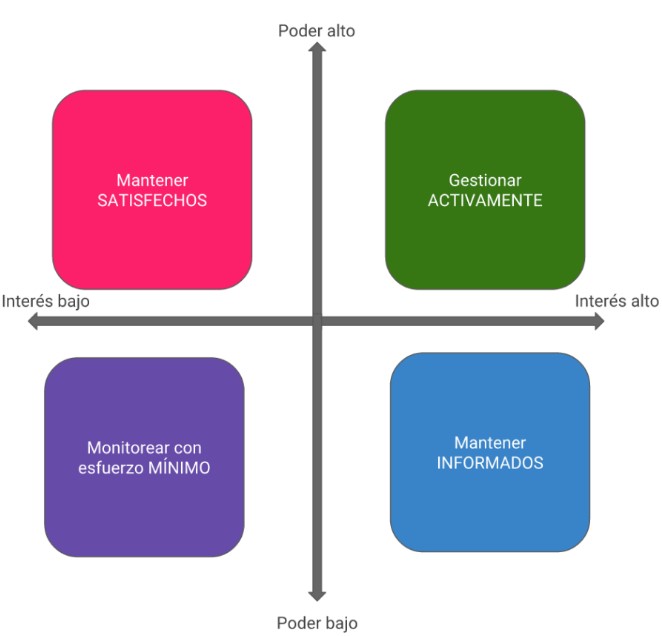 Poder alto
Mantener
SATISFECHOS
Gestionar
ACTIVAMENTE
Interés bajo
Interés alto
Monitorear con
esfuerzo MÍNIMO
Mantener
INFORMADOS
Poder bajo